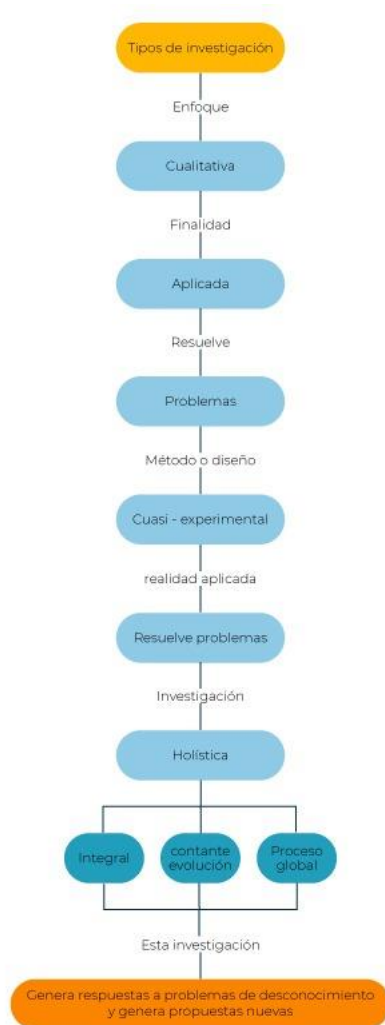 Tipos de investigación
Enfoque
Cualitativa
Finalidad
Aplicada
Resuelve
Problemas
Método o diseño
Cuasi - experimental
realidad aplicada
Resuelve problemas
Investigación
Holística
Integral
contante
evolución
Proceso
global
Esta investigación
Genera respuestas a problemas de desconocimiento
y genera propuestas nuevas